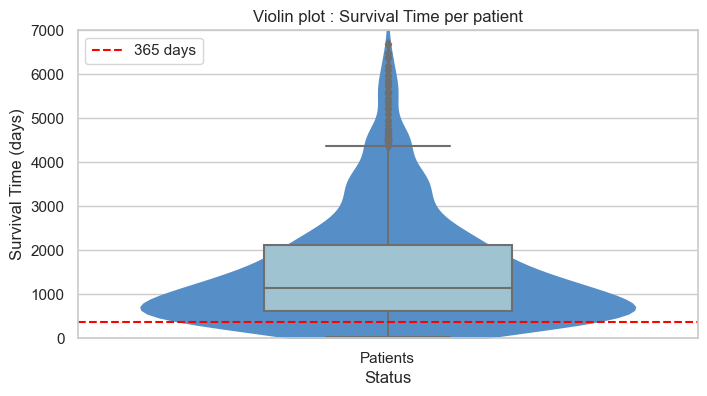 Violin plot : Survival Time per patient
365 days
Survival Time (days)
7000
6000
5000
4000
3000
2000
1000
0
Patients
Status